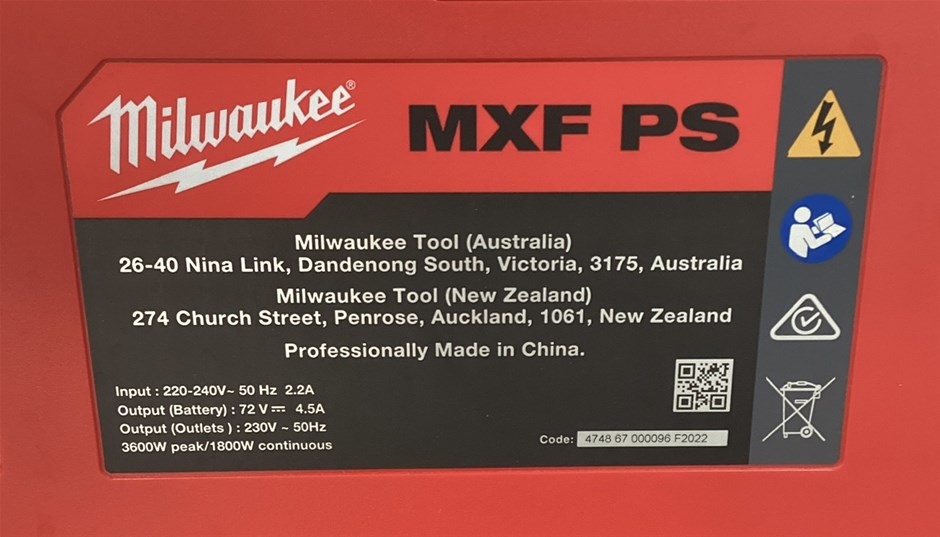 Milwaukee®
MXF PS
Milwaukee Tool (Australia)
26-40 Nina Link, Dandenong South, Victoria, 3175, Australia
Milwaukee Tool (New Zealand)
274 Church Street, Penrose, Auckland, 1061, New Zealand
Professionally Made in China.
Input : 220-240V~ 50 Hz 2.2A
Output (Battery) : 72 V⎓ 4.5A
Output (Outlets) : 230V ~ 50Hz
3600W peak/1800W continuous
Code: 4748 67 000096 F2022